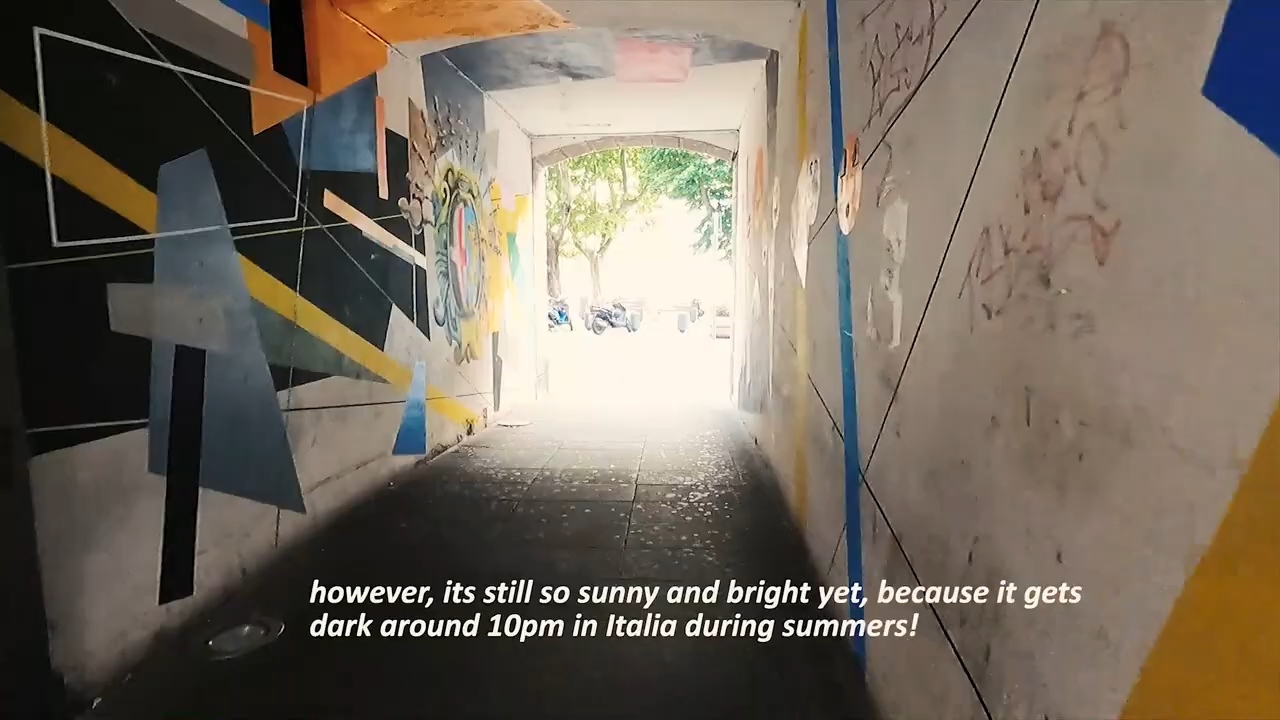 however, its still so sunny and bright yet, because it gets
dark around 10pm in Italia during summers!